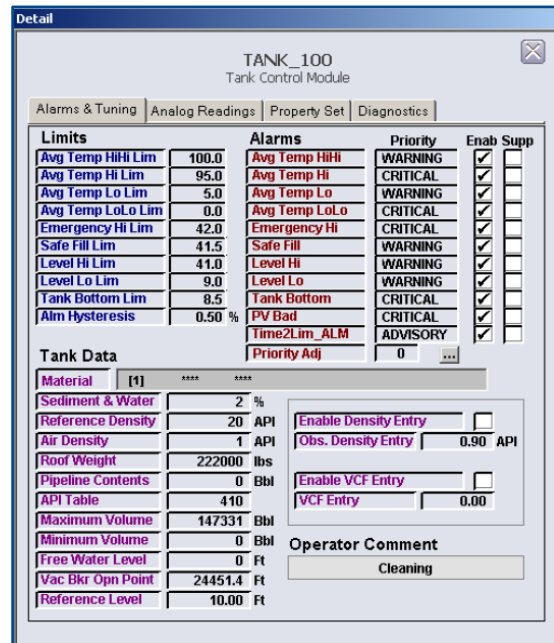 Detail
TANK_100
Tank Control Module
Alarms & Tuning Analog Readings Property Set Diagnostics
Limits Alarms Priority Enab Supp
Avg Temp HiHi Lim 100.0 Avg Temp HiHi WARNING
Avg Temp Hi Lim 95.0 Avg Temp Hi CRITICAL
Avg Temp Lo Lim 5.0 Avg Temp Lo WARNING
Avg Temp LoLo Lim 0.0 Avg Temp LoLo CRITICAL
Emergency Hi Lim 42.0 Emergency Hi CRITICAL
Safe Fill Lim 41.5 Safe Fill WARNING
Level Hi Lim 41.0 Level Hi WARNING
Level Lo Lim 9.0 Level Lo WARNING
Tank Bottom Lim 8.5 Tank Bottom CRITICAL
Alm Hysteresis 0.50 % PV Bad CRITICAL
Time2Lim_ALM ADVISORY
Tank Data Priority Adj 0 ...
Material [1] **** ****
Sediment & Water 2 %
Reference Density 20 API Enable Density Entry
Air Density 1 API Obs. Density Entry 0.90 API
Roof Weight 222000 lbs
Pipeline Contents 0 Bbl Enable VCF Entry
API Table 410 VCF Entry 0.00
Maximum Volume 147331 Bbl
Minimum Volume 0 Bbl Operator Comment
Free Water Level 0 Ft Cleaning
Vac Bkr Opn Point 24451.4 Ft
Reference Level 10.00 Ft